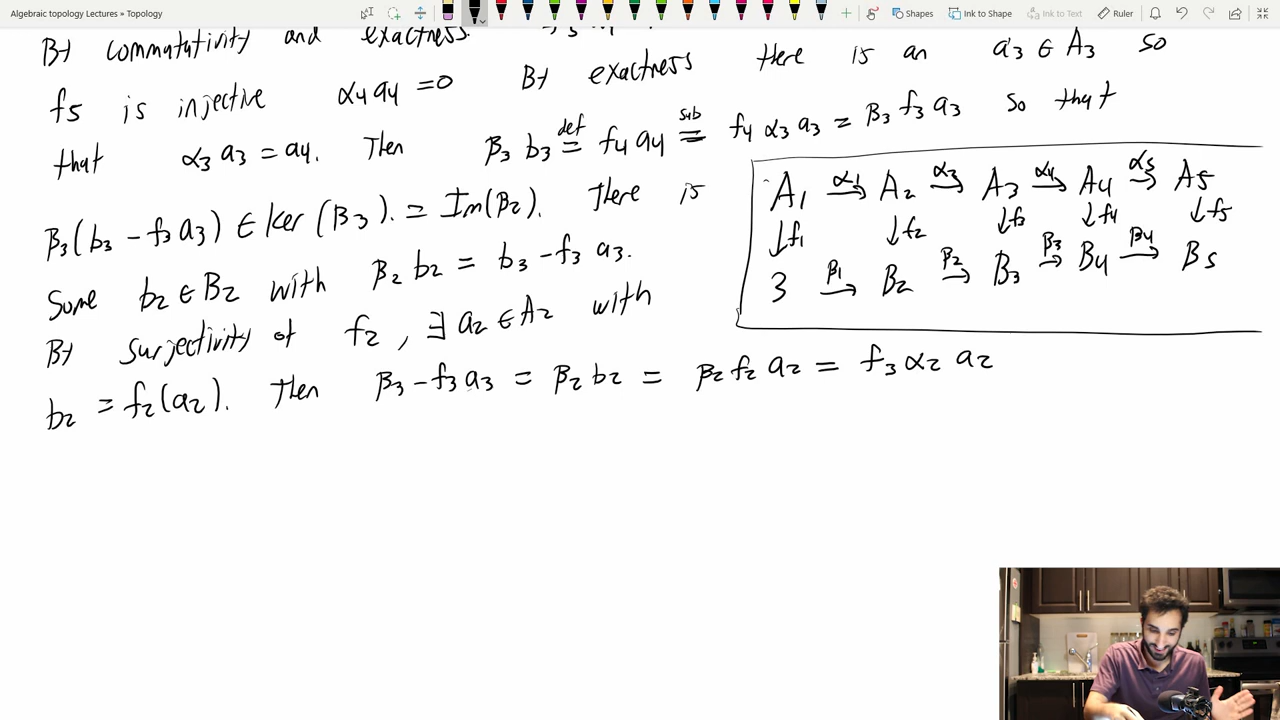 Algebraic topology Lectures » Topology
Shapes
Ink to Shape
Ink to Text
Ruler
By commutativity and exactness.
f5 is injective α4 a4 = 0 By exactness there is an a3 ∈ A3 so
that α3 a3 = a4. Then β3 b3 =def f4 a4 =sub f4 α3 a3 = β3 f3 a3 so that
β3(b3 − f3 a3) ∈ ker(β3). = Im(β2). There is
some b2 ∈ B2 with β2 b2 = b3 − f3 a3.
By surjectivity of f2, ∃ a2 ∈ A2 with
b2 = f2(a2). Then β3 − f3 a3 = β2 b2 = β2 f2 a2 = f3 α2 a2
A1 →α1 A2 →α3 A3 →α4 A4 →α5 A5
↓f1 ↓f2 ↓f3 ↓f4 ↓f5
3 →β1 B2 →β2 B3 →β3 B4 →β4 B5